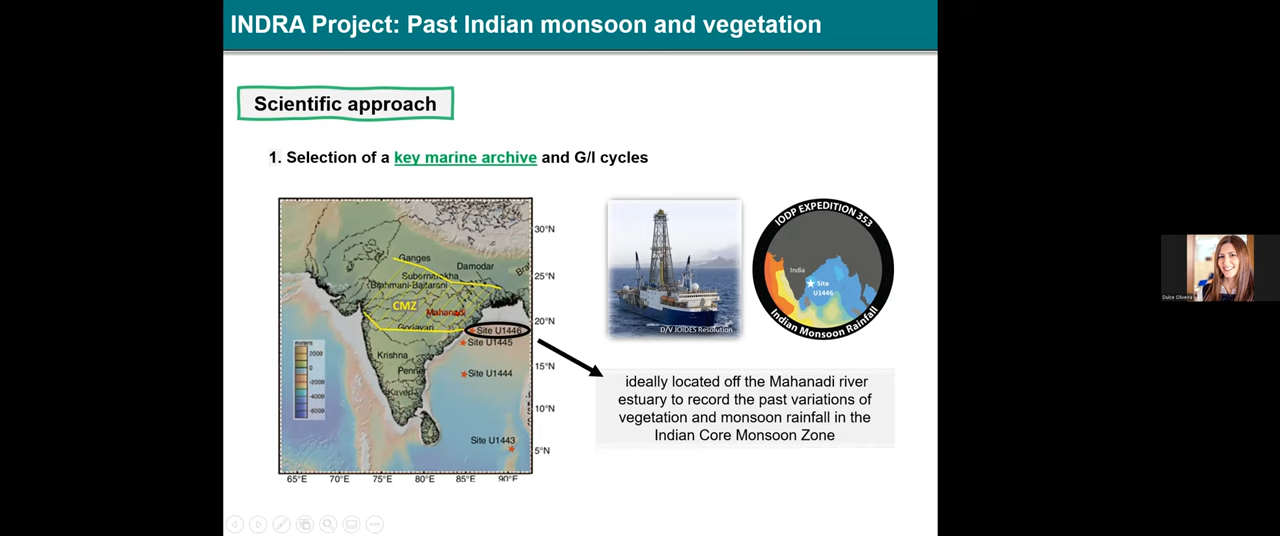 INDRA Project: Past Indian monsoon and vegetation
Scientific approach
1. Selection of a key marine archive and G/I cycles
Ganges
Damodar
Subornarekha
Brahmani-Baitarani
CMZ
Mahanadi
Godavari
Site U1446
Site U1445
Krishna
Site U1444
Site U1443
meters
2000
0
-2000
-4000
-6000
30°N
25°N
20°N
15°N
10°N
5°N
65°E
70°E
75°E
80°E
85°E
90°E
D/V JOIDES Resolution
IODP EXPEDITION 353
India
Site
U1446
Indian Monsoon Rainfall
ideally located off the Mahanadi river
estuary to record the past variations of
vegetation and monsoon rainfall in the
Indian Core Monsoon Zone
Dulce Oliveira